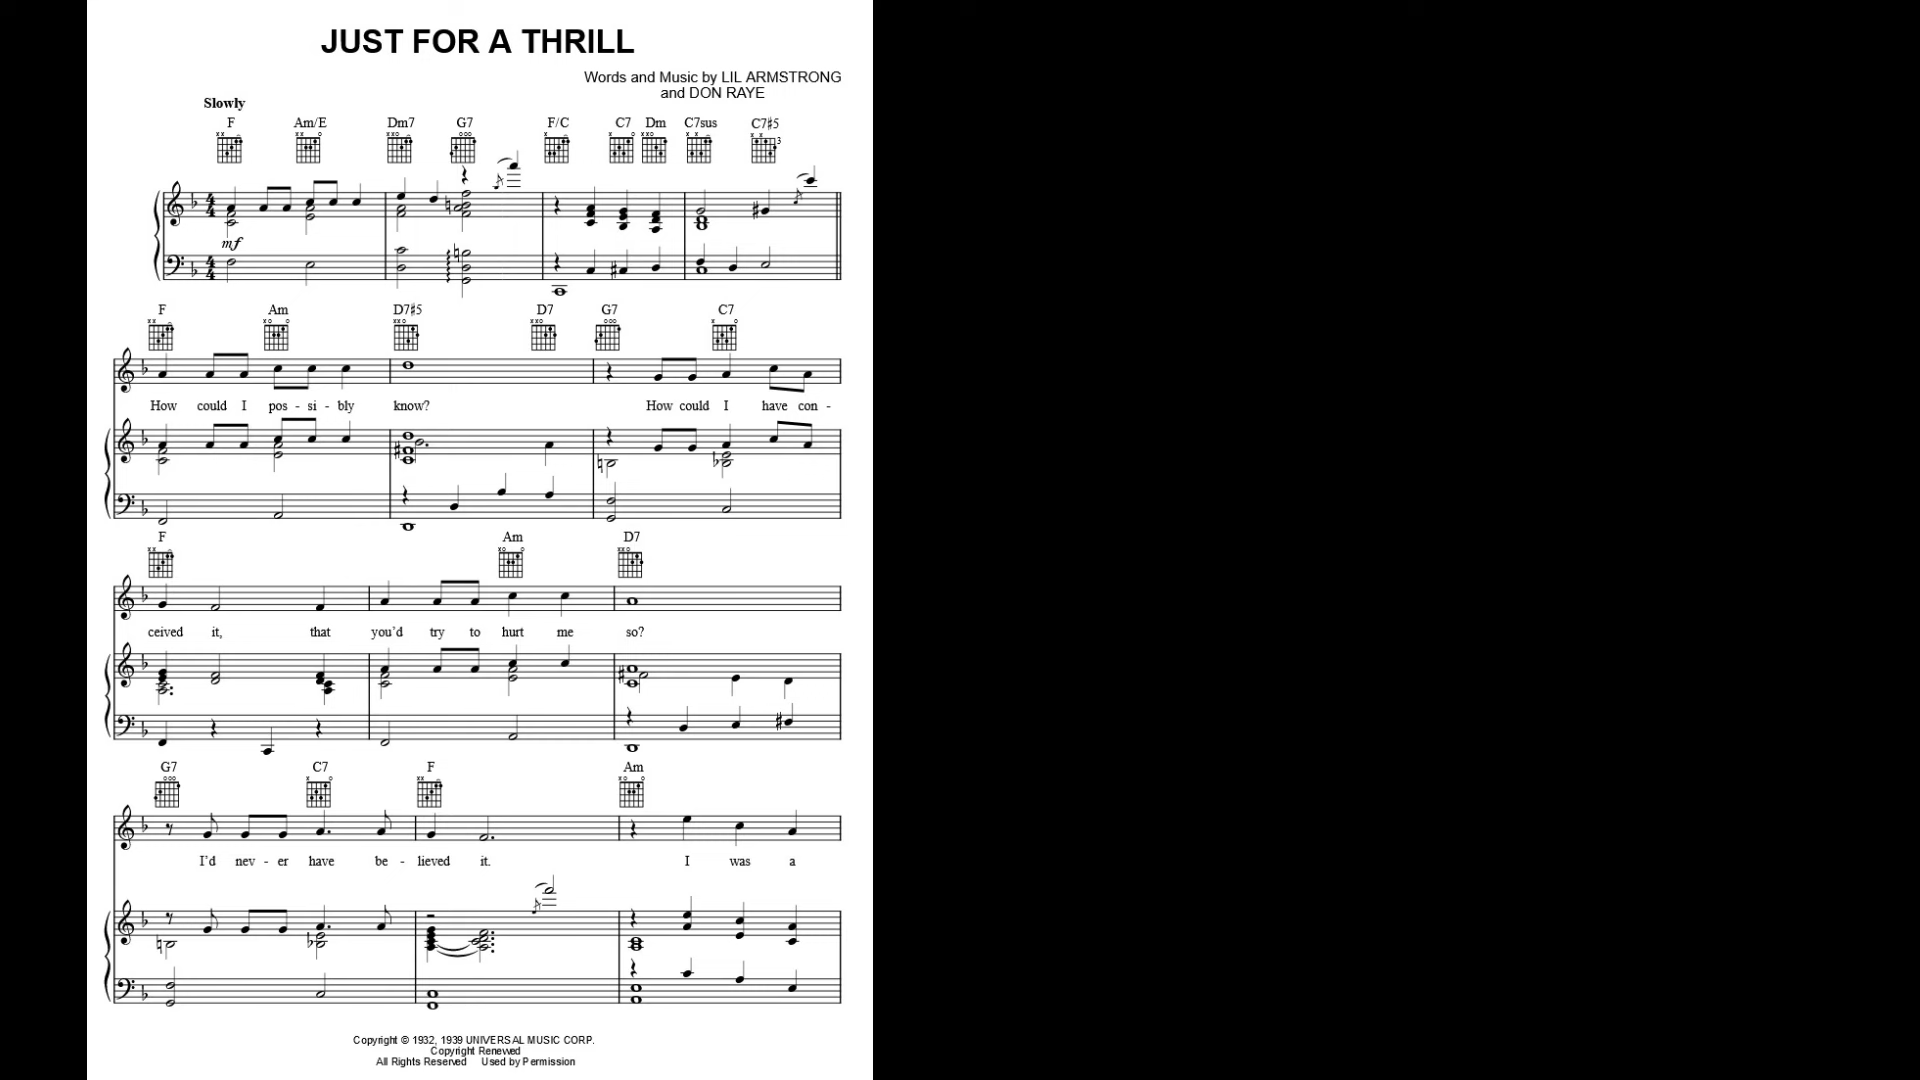 JUST FOR A THRILL
Words and Music by LIL ARMSTRONG
and DON RAYE
Slowly
F Am/E Dm7 G7 F/C C7 Dm C7sus C7♯5
3
mf
F Am D7♯5 D7 G7 C7
How could I pos - si - bly know? How could I have con -
F Am D7
ceived it, that you'd try to hurt me so?
G7 C7 F Am
I'd nev - er have be - lieved it. I was a
Copyright © 1932, 1939 UNIVERSAL MUSIC CORP.
Copyright Renewed
All Rights Reserved Used by Permission